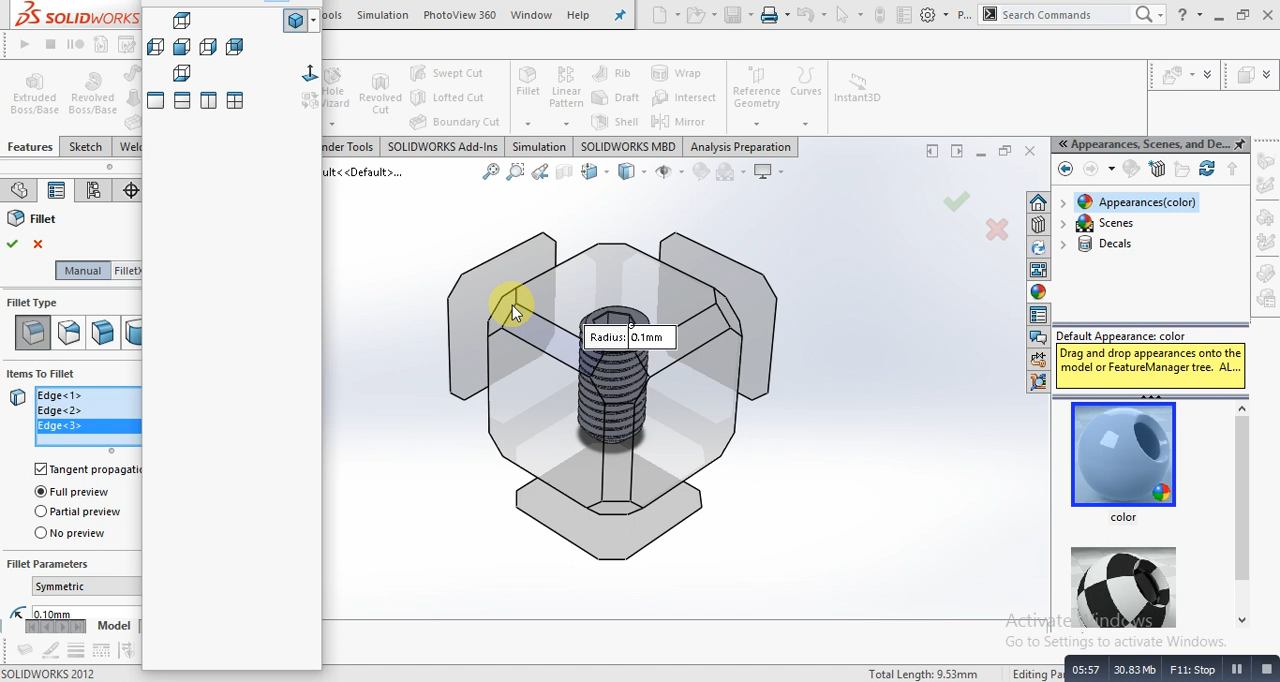 SOLIDWORKS
ools Simulation PhotoView 360 Window Help
P...
Search Commands
Extruded Boss/Base
Revolved Boss/Base
Hole Wizard
Revolved Cut
Swept Cut
Lofted Cut
Boundary Cut
Fillet
Linear Pattern
Rib
Draft
Shell
Wrap
Intersect
Mirror
Reference Geometry
Curves
Instant3D
Features Sketch Wel
nder Tools SOLIDWORKS Add-Ins Simulation SOLIDWORKS MBD Analysis Preparation
ult<<Default>...
Fillet
Manual FilletX
Fillet Type
Items To Fillet
Edge<1>
Edge<2>
Edge<3>
Tangent propagatio
Full preview
Partial preview
No preview
Fillet Parameters
Symmetric
0.10mm
Model
SOLIDWORKS 2012
Radius: 0.1mm
Appearances, Scenes, and De...
Appearances(color)
Scenes
Decals
Default Appearance: color
Drag and drop appearances onto the
model or FeatureManager tree. AL...
color
Activate Windows
Go to Settings to activate Windows.
Total Length: 9.53mm Editing Pa
05:57 30.83 Mb F11: Stop